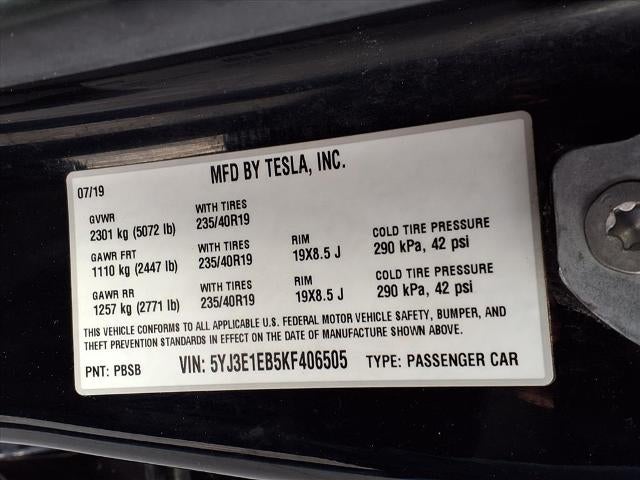 MFD BY TESLA, INC.
07/19
GVWR WITH TIRES
2301 kg (5072 lb) 235/40R19
GAWR FRT WITH TIRES RIM COLD TIRE PRESSURE
1110 kg (2447 lb) 235/40R19 19X8.5 J 290 kPa, 42 psi
GAWR RR WITH TIRES RIM COLD TIRE PRESSURE
1257 kg (2771 lb) 235/40R19 19X8.5 J 290 kPa, 42 psi
THIS VEHICLE CONFORMS TO ALL APPLICABLE U.S. FEDERAL MOTOR VEHICLE SAFETY, BUMPER, AND
THEFT PREVENTION STANDARDS IN EFFECT ON THE DATE OF MANUFACTURE SHOWN ABOVE.
PNT: PBSB VIN: 5YJ3E1EB5KF406505 TYPE: PASSENGER CAR